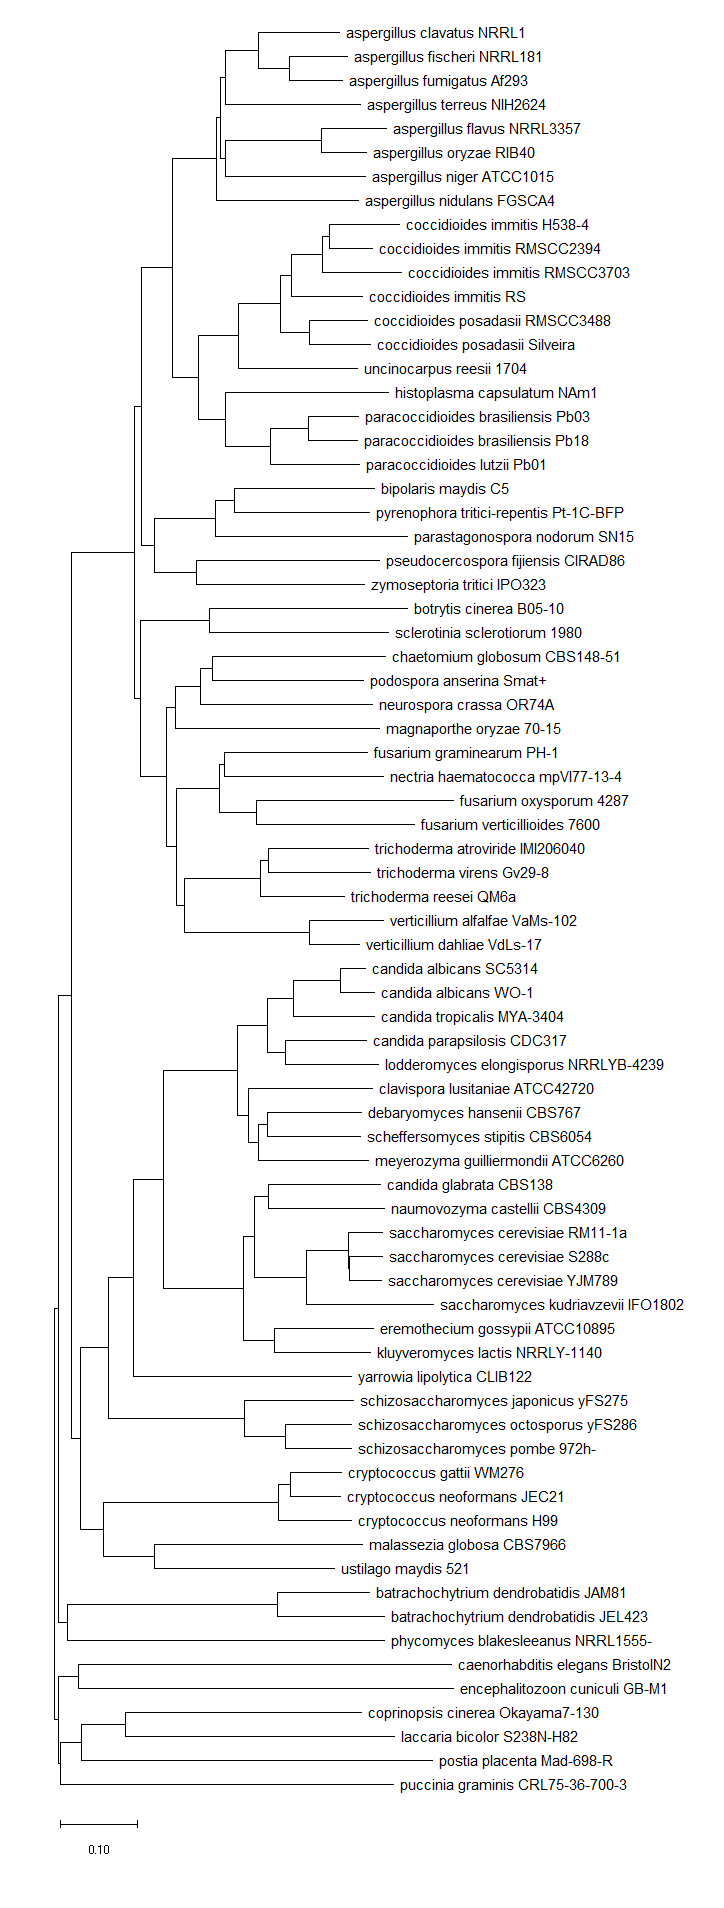 aspergillus clavatus NRRL1
aspergillus fischeri NRRL181
aspergillus fumigatus Af293
aspergillus terreus NIH2624
aspergillus flavus NRRL3357
aspergillus oryzae RIB40
aspergillus niger ATCC1015
aspergillus nidulans FGSCA4
coccidioides immitis H538-4
coccidioides immitis RMSCC2394
coccidioides immitis RMSCC3703
coccidioides immitis RS
coccidioides posadasii RMSCC3488
coccidioides posadasii Silveira
uncinocarpus reesii 1704
histoplasma capsulatum NAm1
paracoccidioides brasiliensis Pb03
paracoccidioides brasiliensis Pb18
paracoccidioides lutzii Pb01
bipolaris maydis C5
pyrenophora tritici-repentis Pt-1C-BFP
parastagonospora nodorum SN15
pseudocercospora fijiensis CIRAD86
zymoseptoria tritici IPO323
botrytis cinerea B05-10
sclerotinia sclerotiorum 1980
chaetomium globosum CBS148-51
podospora anserina Smat+
neurospora crassa OR74A
magnaporthe oryzae 70-15
fusarium graminearum PH-1
nectria haematococca mpVI77-13-4
fusarium oxysporum 4287
fusarium verticillioides 7600
trichoderma atroviride IMI206040
trichoderma virens Gv29-8
trichoderma reesei QM6a
verticillium alfalfae VaMs-102
verticillium dahliae VdLs-17
candida albicans SC5314
candida albicans WO-1
candida tropicalis MYA-3404
candida parapsilosis CDC317
lodderomyces elongisporus NRRLYB-4239
clavispora lusitaniae ATCC42720
debaryomyces hansenii CBS767
scheffersomyces stipitis CBS6054
meyerozyma guilliermondii ATCC6260
candida glabrata CBS138
naumovozyma castellii CBS4309
saccharomyces cerevisiae RM11-1a
saccharomyces cerevisiae S288c
saccharomyces cerevisiae YJM789
saccharomyces kudriavzevii IFO1802
eremothecium gossypii ATCC10895
kluyveromyces lactis NRRLY-1140
yarrowia lipolytica CLIB122
schizosaccharomyces japonicus yFS275
schizosaccharomyces octosporus yFS286
schizosaccharomyces pombe 972h-
cryptococcus gattii WM276
cryptococcus neoformans JEC21
cryptococcus neoformans H99
malassezia globosa CBS7966
ustilago maydis 521
batrachochytrium dendrobatidis JAM81
batrachochytrium dendrobatidis JEL423
phycomyces blakesleeanus NRRL1555-
caenorhabditis elegans BristolN2
encephalitozoon cuniculi GB-M1
coprinopsis cinerea Okayama7-130
laccaria bicolor S238N-H82
postia placenta Mad-698-R
puccinia graminis CRL75-36-700-3
0.10